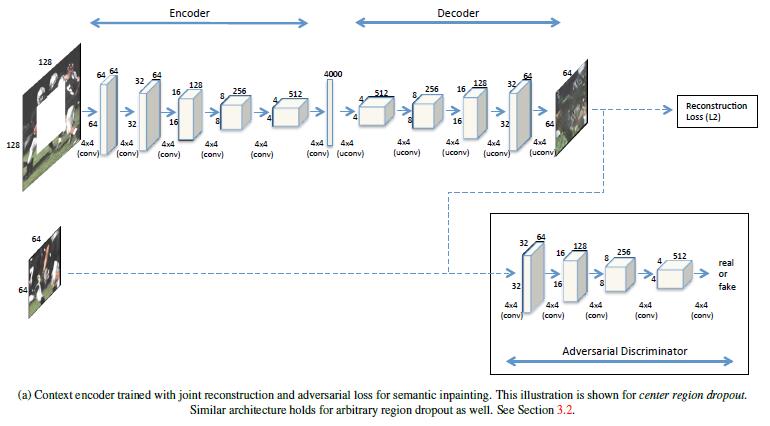 Encoder
Decoder
128
128
64 64
64
4x4
(conv)
32 64
32
4x4
(conv)
16 128
16
4x4
(conv)
8 256
8
4x4
(conv)
4 512
4
4x4
(conv)
4000
4x4
(conv)
4 512
4
4x4
(uconv)
8 256
8
4x4
(uconv)
16 128
16
4x4
(uconv)
32 64
32
4x4
(uconv)
64
64
4x4
(uconv)
Reconstruction
Loss (L2)
64
64
32 64
32
4x4
(conv)
16 128
16
4x4
(conv)
8 256
8
4x4
(conv)
4 512
4
4x4
(conv)
4x4
(conv)
real
or
fake
Adversarial Discriminator
(a) Context encoder trained with joint reconstruction and adversarial loss for semantic inpainting. This illustration is shown for center region dropout.
Similar architecture holds for arbitrary region dropout as well. See Section 3.2.